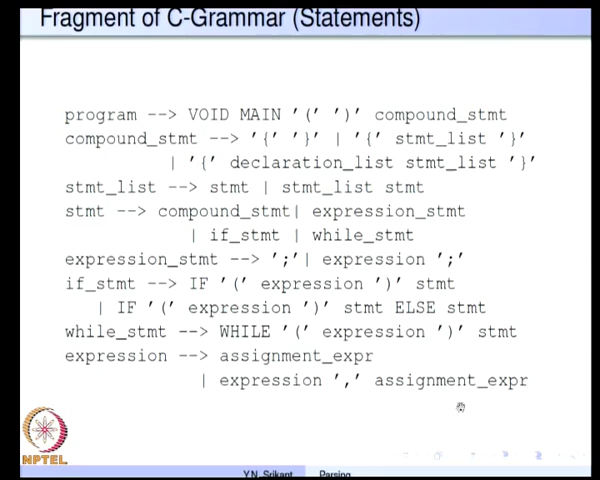 Fragment of C-Grammar (Statements)
program --> VOID MAIN '(' ')' compound_stmt
compound_stmt --> '{' '}' | '{' stmt_list '}'
| '{' declaration_list stmt_list '}'
stmt_list --> stmt | stmt_list stmt
stmt --> compound_stmt| expression_stmt
| if_stmt | while_stmt
expression_stmt --> ';'| expression ';'
if_stmt --> IF '(' expression ')' stmt
| IF '(' expression ')' stmt ELSE stmt
while_stmt --> WHILE '(' expression ')' stmt
expression --> assignment_expr
| expression ',' assignment_expr
NPTEL
Y.N. Srikant Parsing